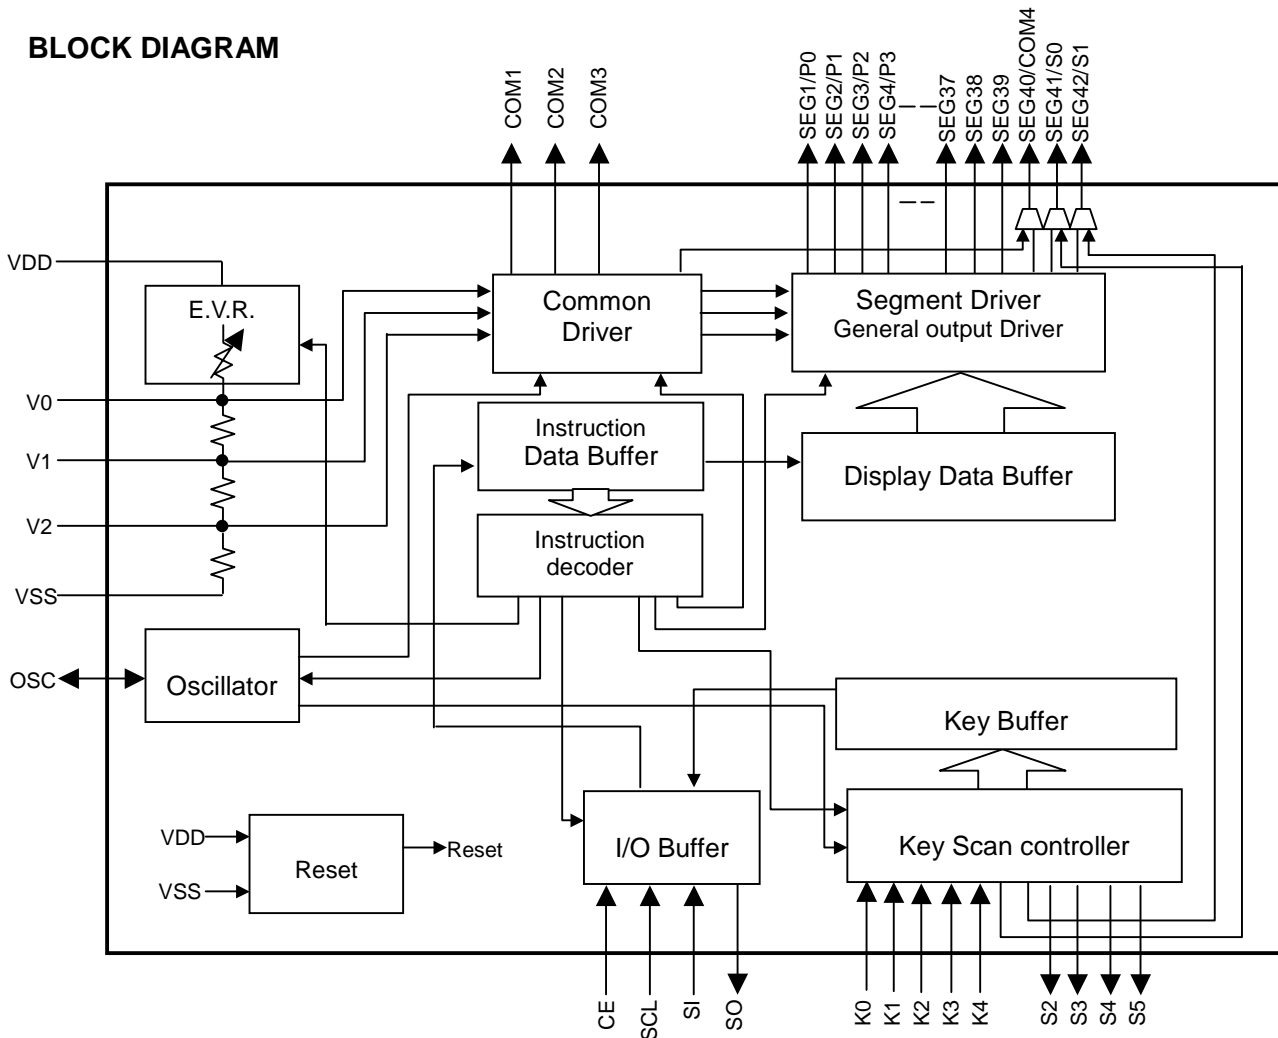 BLOCK DIAGRAM
COM1
COM2
COM3
SEG1/P0
SEG2/P1
SEG3/P2
SEG4/P3
SEG37
SEG38
SEG39
SEG40/COM4
SEG41/S0
SEG42/S1
VDD
E.V.R.
Common
Driver
Segment Driver
General output Driver
V0
V1
V2
VSS
Instruction
Data Buffer
Display Data Buffer
Instruction
decoder
OSC
Oscillator
Key Buffer
VDD
VSS
Reset
Reset
I/O Buffer
Key Scan controller
CE
SCL
SI
SO
K0
K1
K2
K3
K4
S2
S3
S4
S5